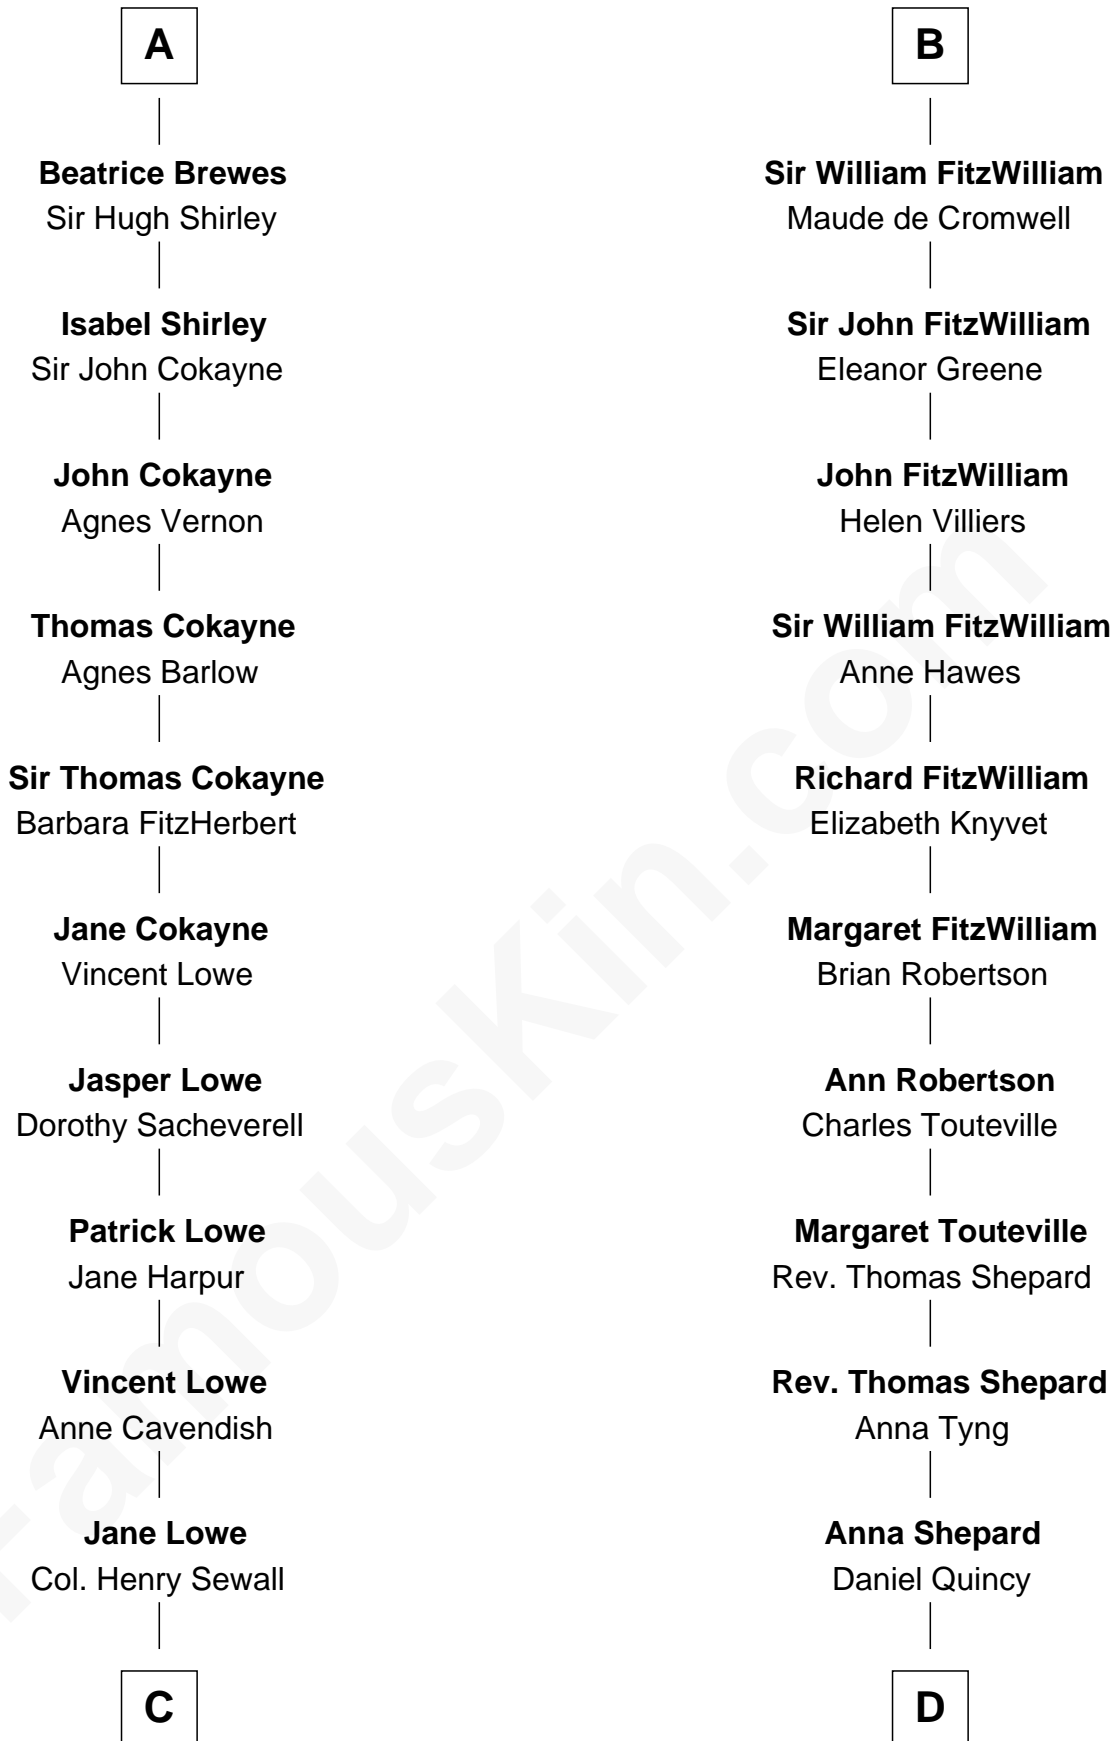 A
Beatrice Brewes
Sir Hugh Shirley
Isabel Shirley
Sir John Cokayne
John Cokayne
Agnes Vernon
Thomas Cokayne
Agnes Barlow
Sir Thomas Cokayne
Barbara FitzHerbert
Jane Cokayne
Vincent Lowe
Jasper Lowe
Dorothy Sacheverell
Patrick Lowe
Jane Harpur
Vincent Lowe
Anne Cavendish
Jane Lowe
Col. Henry Sewall
C
B
Sir William FitzWilliam
Maude de Cromwell
Sir John FitzWilliam
Eleanor Greene
John FitzWilliam
Helen Villiers
Sir William FitzWilliam
Anne Hawes
Richard FitzWilliam
Elizabeth Knyvet
Margaret FitzWilliam
Brian Robertson
Ann Robertson
Charles Touteville
Margaret Touteville
Rev. Thomas Shepard
Rev. Thomas Shepard
Anna Tyng
Anna Shepard
Daniel Quincy
D
FamousKin.com